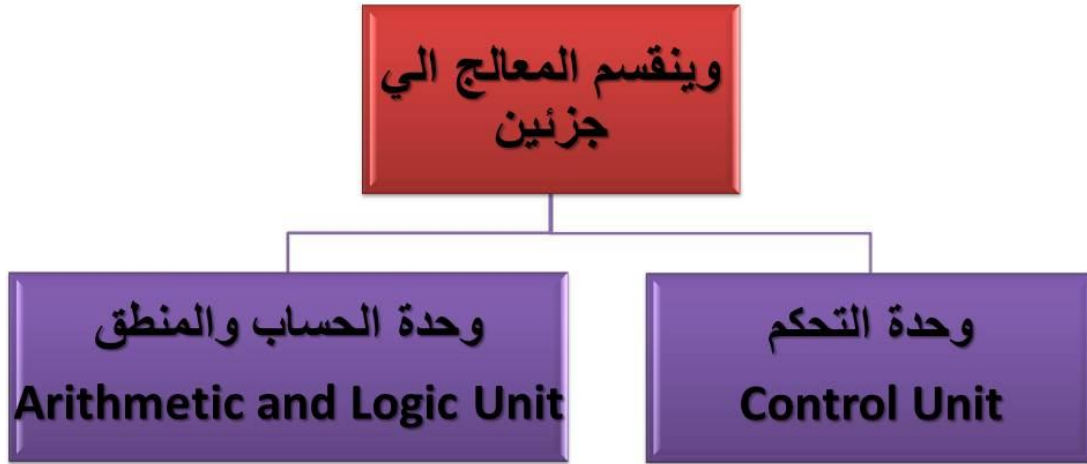 وينقسم المعالج الي
جزئين
وحدة التحكم
Control Unit
وحدة الحساب والمنطق
Arithmetic and Logic Unit